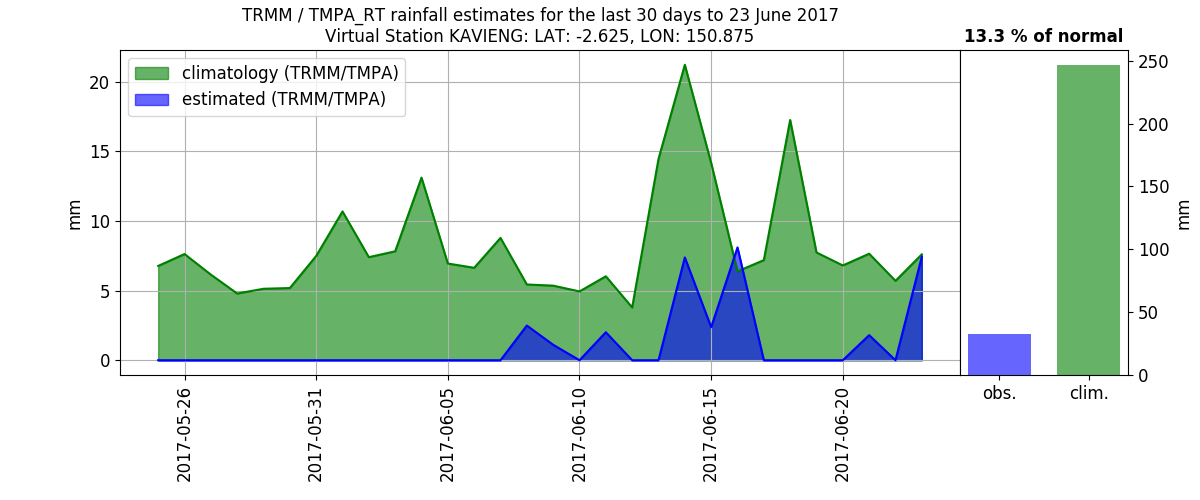 TRMM / TMPA_RT rainfall estimates for the last 30 days to 23 June 2017
Virtual Station KAVIENG: LAT: -2.625, LON: 150.875
13.3 % of normal
climatology (TRMM/TMPA)
estimated (TRMM/TMPA)
20
15
10
5
0
mm
2017-05-26
2017-05-31
2017-06-05
2017-06-10
2017-06-15
2017-06-20
250
200
150
100
50
0
mm
obs.
clim.